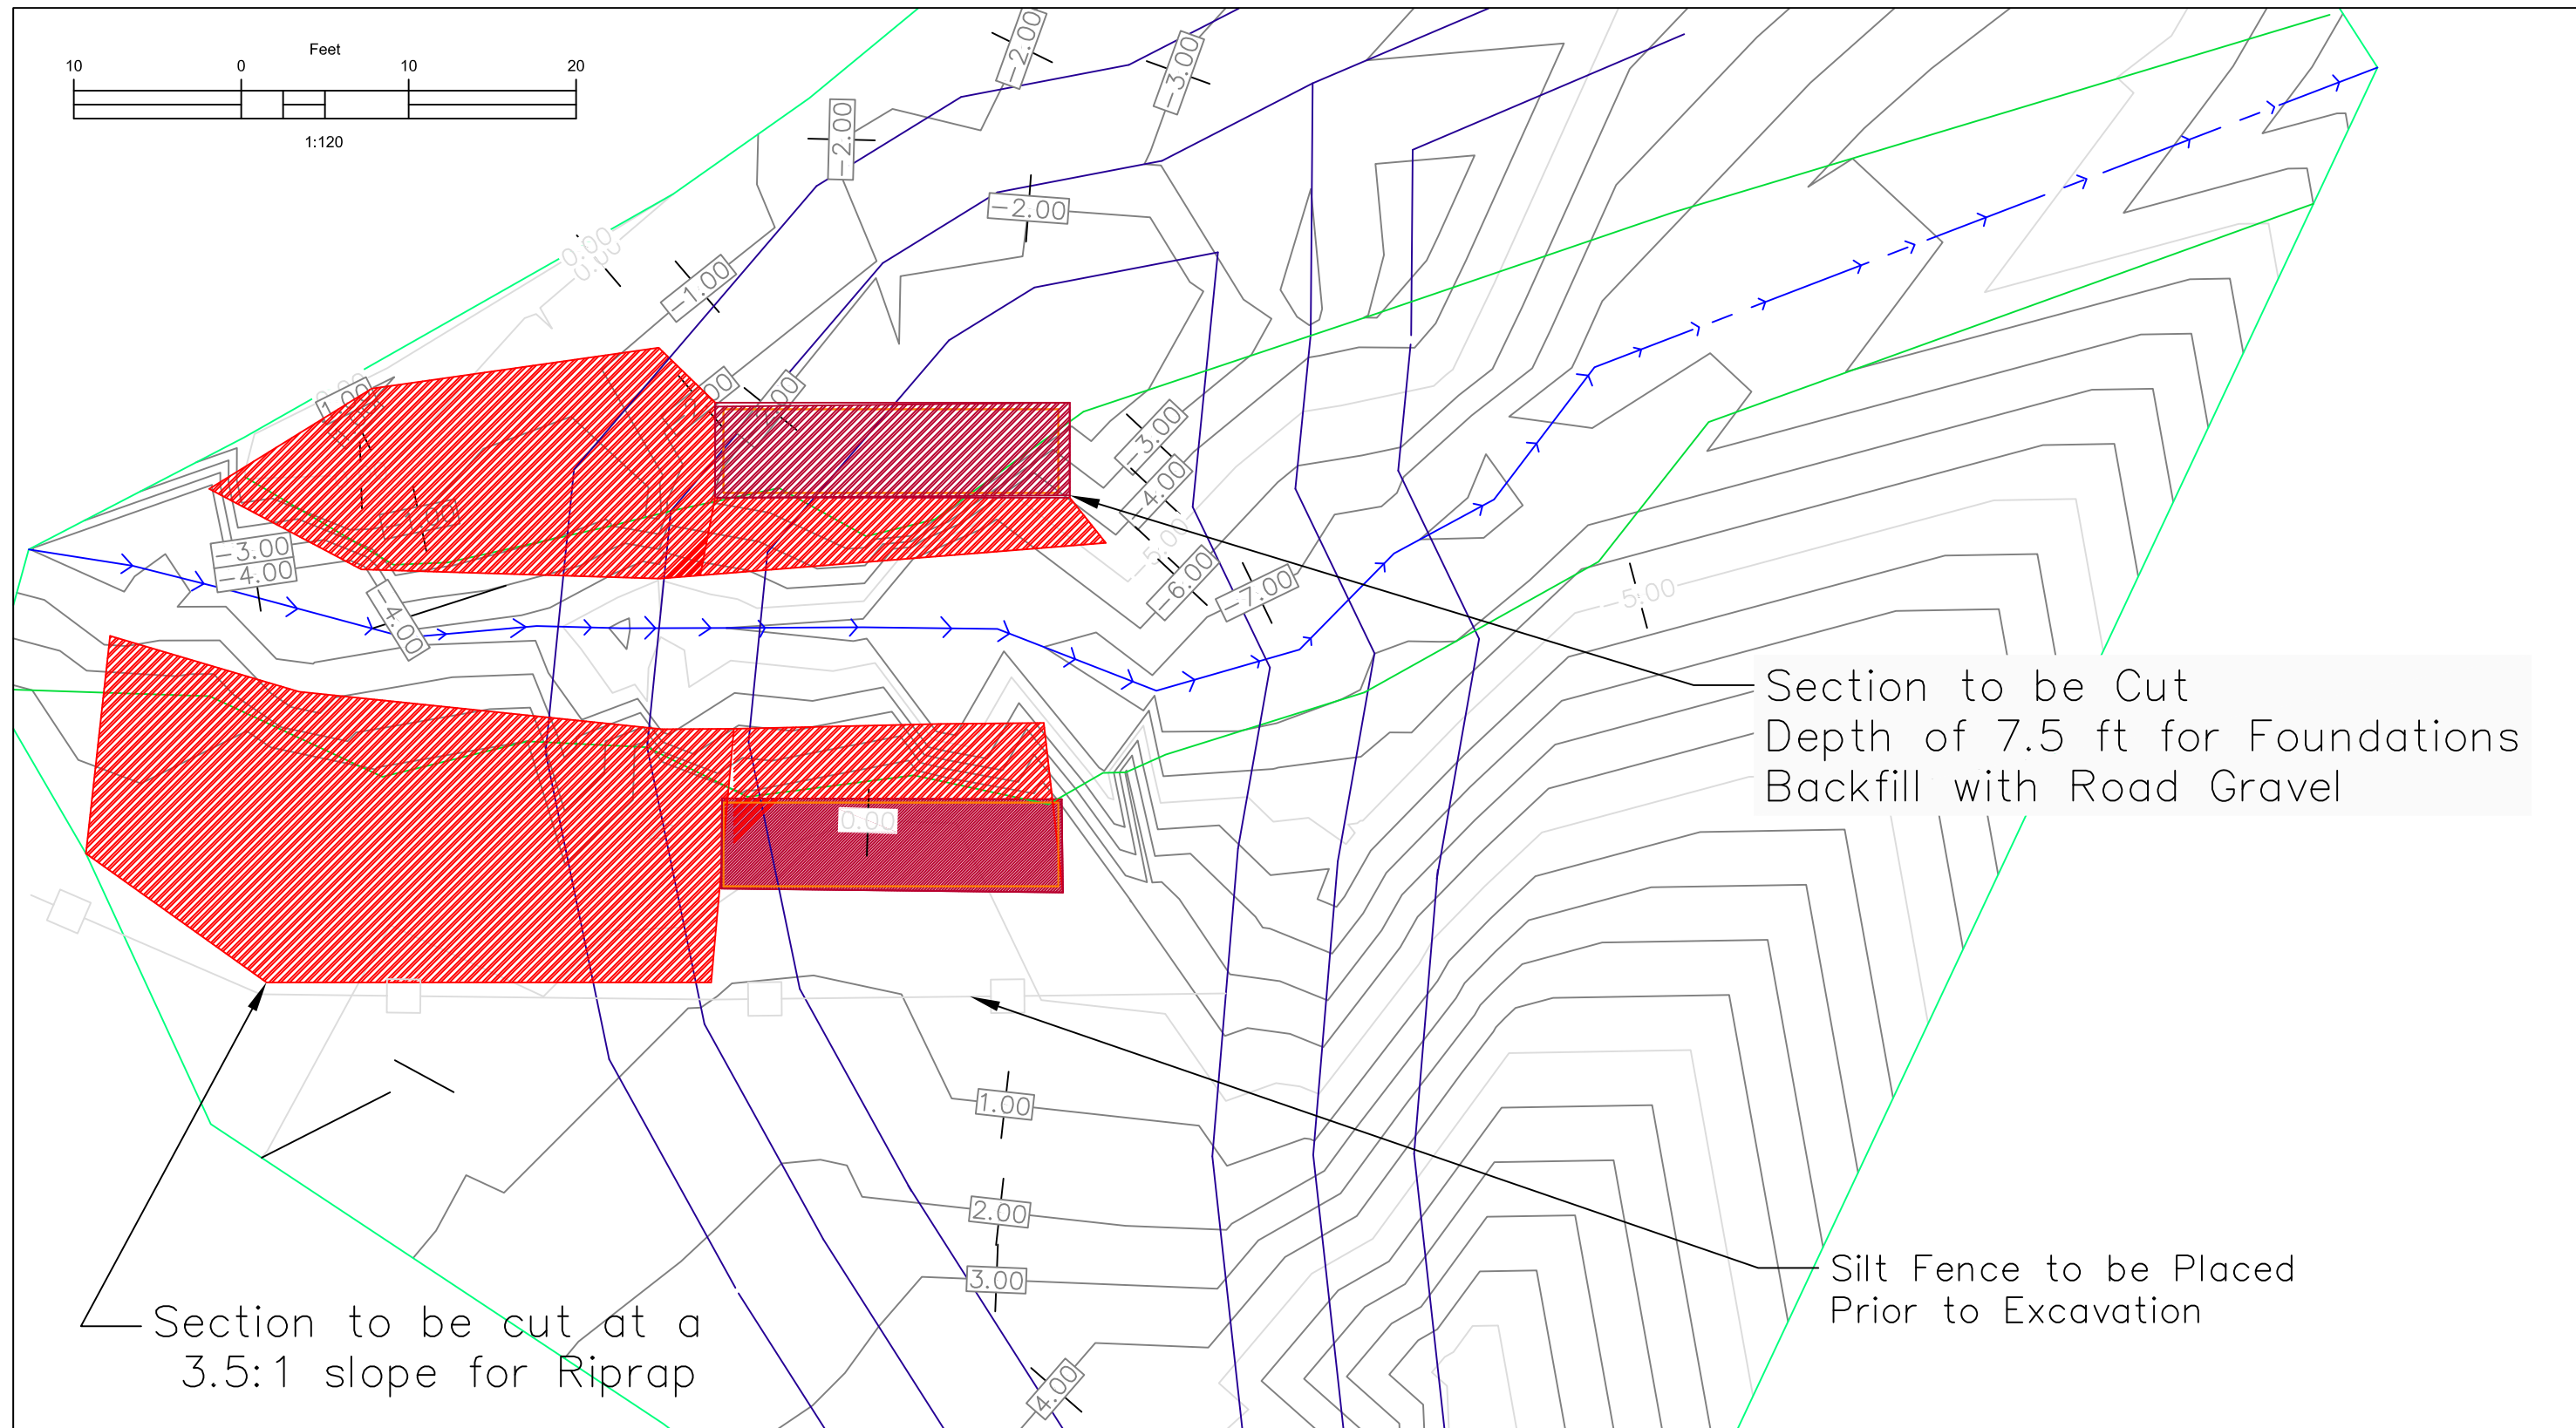 Feet
10 0 10 20
1:120
-2.00
-3.00
-2.00
-2.00
0.00
-1.00
-3.00
-4.00
-5.00
-6.00
-7.00
-3.00
-4.00
-4.00
-5.00
Section to be Cut
Depth of 7.5 ft for Foundations
Backfill with Road Gravel
0.00
1.00
2.00
3.00
4.00
Silt Fence to be Placed
Prior to Excavation
Section to be cut at a
3.5:1 slope for Riprap